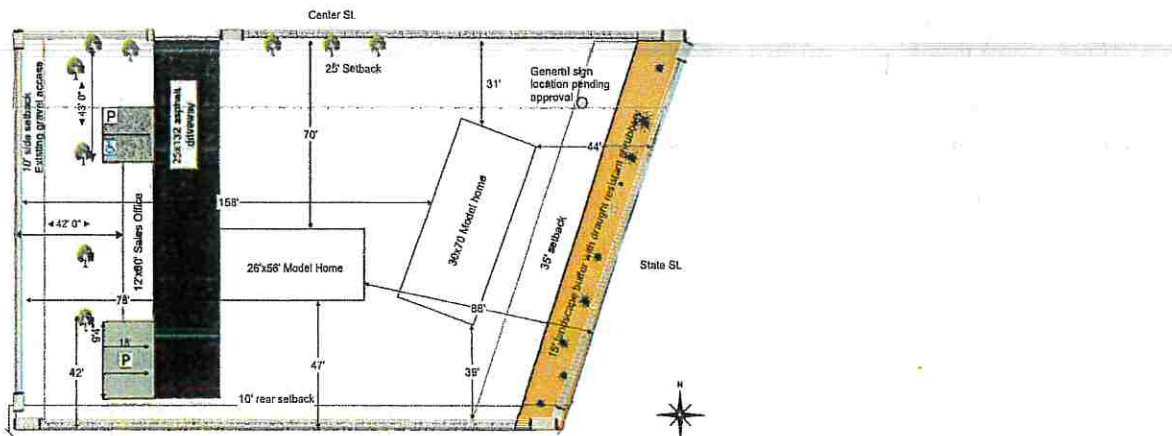 Center St.
25' Setback
General sign
location pending
approval
31'
10' side setback
Existing gravel access
43' 0"
P
25x132 asphalt
driveway
70'
44'
158'
42' 0"
12'x60' Sales Office
26'x56' Model Home
30x70 Model home
35' setback
15' landscape buffer with draught resistant shrubbery
State St.
78'
88'
9'4
18'
P
42'
47'
39'
10' rear setback
N